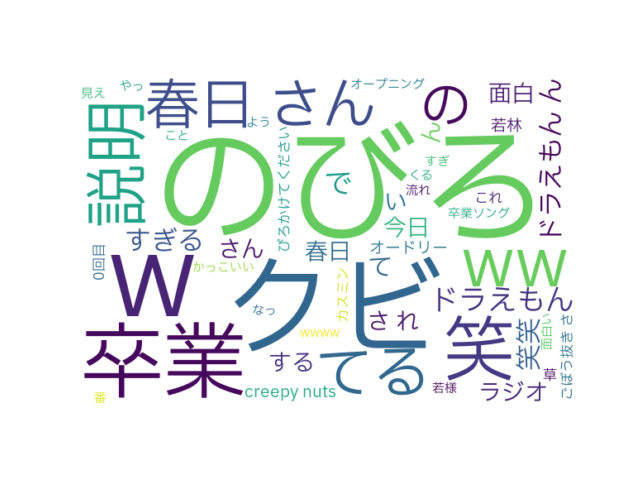 見え
やっ
オープニング
春日 さん
の
面白
ドラえもん ん
説明
こと
よう
のびろ
びろかけてください
ん
若林
すぎ
くる
で
い
流れ
これ
卒業ソング
今日
すぎる
さん
春日
オードリー
て
0回目
かっこいい
w
クビ
ww
カスミン
ドラえもん
なっ
され
笑
笑笑
面白い
ごぼう抜き さ
卒業
wwww
する
てる
草
番
creepy nuts
若様
ラジオ